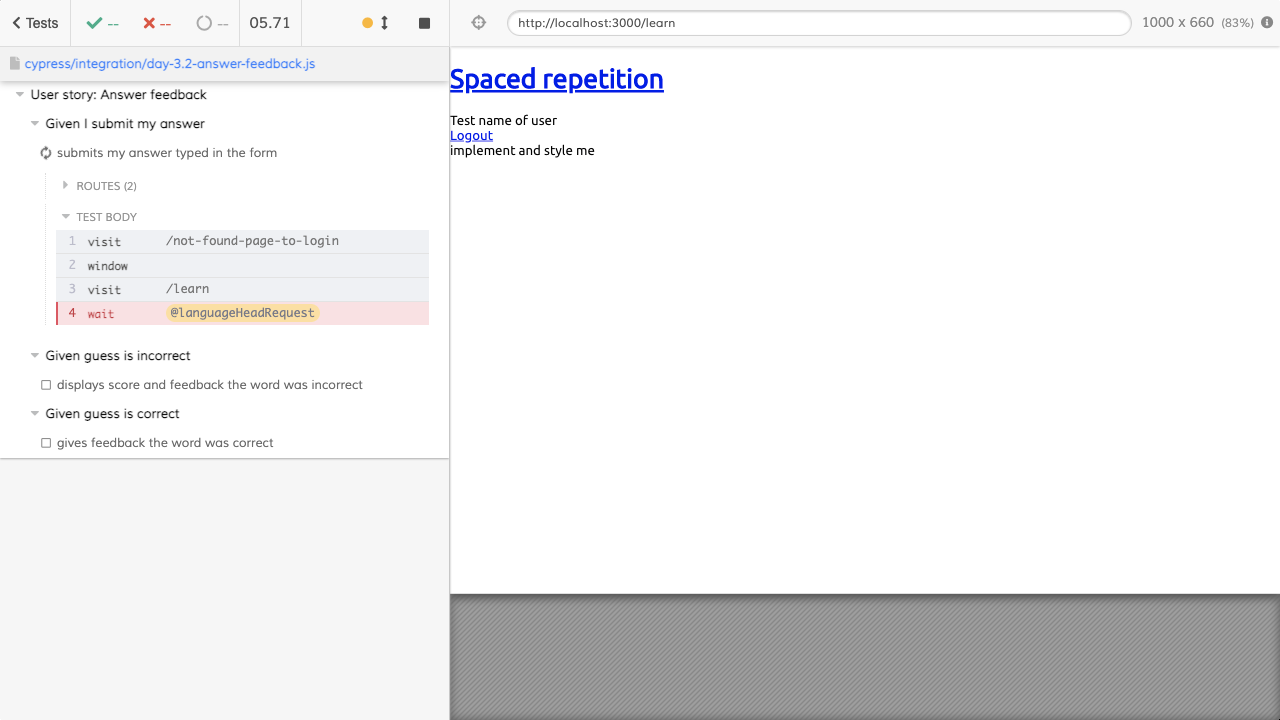 Tests
--
--
--
05.71
cypress/integration/day-3.2-answer-feedback.js
User story: Answer feedback
Given I submit my answer
submits my answer typed in the form
ROUTES (2)
TEST BODY
1 visit /not-found-page-to-login
2 window
3 visit /learn
4 wait @languageHeadRequest
Given guess is incorrect
displays score and feedback the word was incorrect
Given guess is correct
gives feedback the word was correct
http://localhost:3000/learn
1000 x 660 (83%)
Spaced repetition
Test name of user
Logout
implement and style me